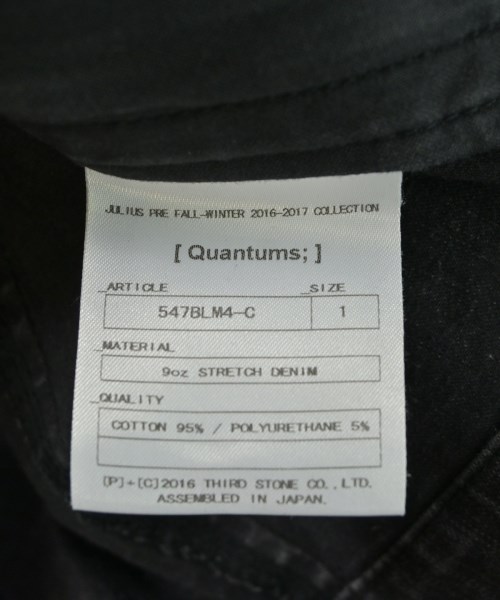 JULIUS PRE FALL-WINTER 2016-2017 COLLECTION
[ Quantums; ]
_ARTICLE _SIZE
547BLM4-C 1
_MATERIAL
9oz STRETCH DENIM
_QUALITY
COTTON 95% / POLYURETHANE 5%
[P]+[C]2016 THIRD STONE CO.,LTD.
ASSEMBLED IN JAPAN.